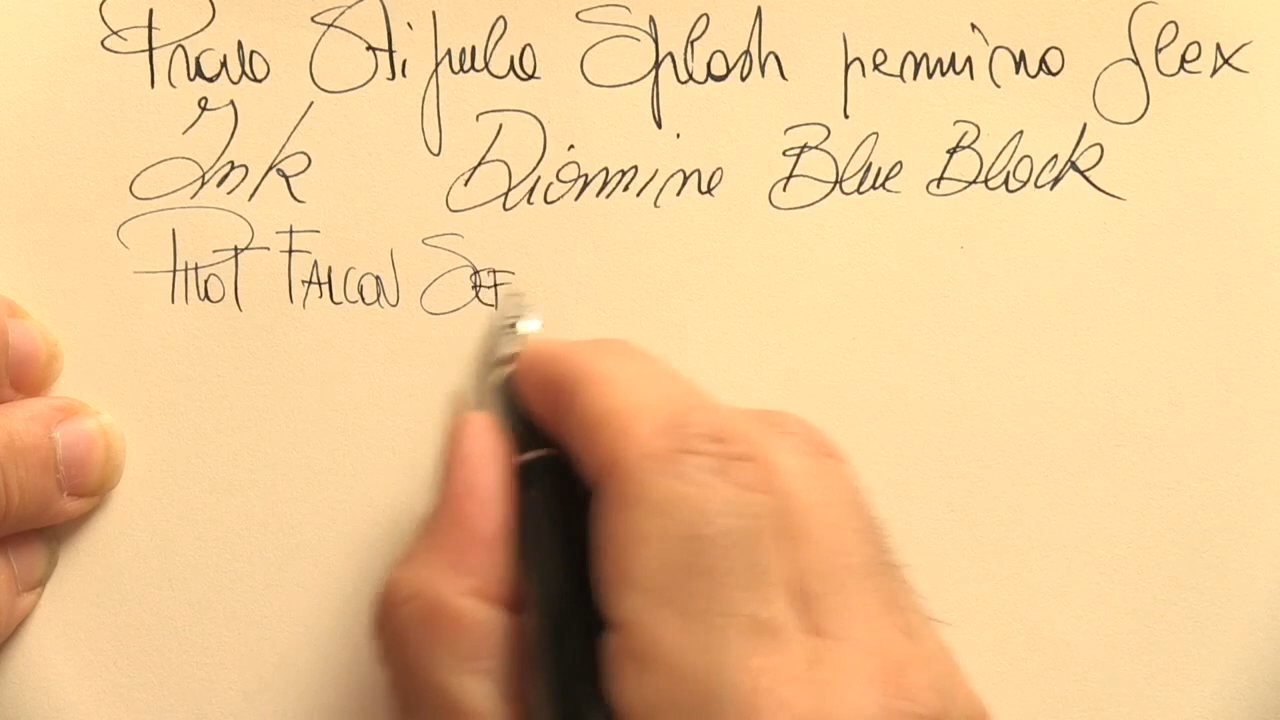 Prova Stipula Splash pennino flex
Ink Diamine Blue Black
PILOT FALCON SEF